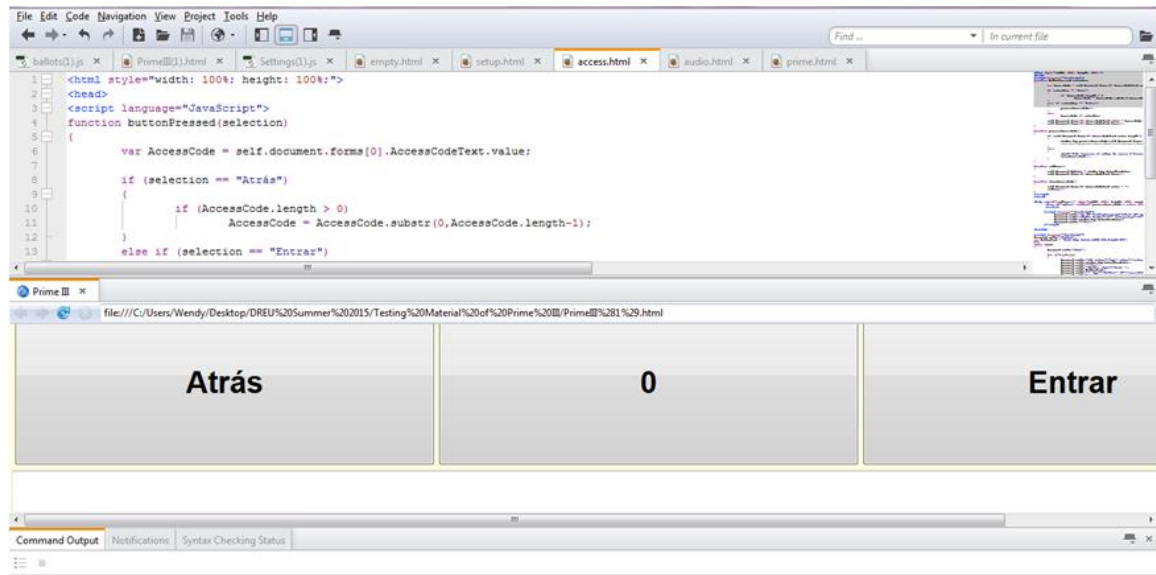 File Edit Code Navigation View Project Tools Help
Find ... In current file
ballots(1).js PrimeIII(1).html Settings(1).js empty.html setup.html access.html audio.html prime.html
1 <html style="width: 100%; height: 100%;">
2 <head>
3 <script language="JavaScript">
4 function buttonPressed(selection)
5 {
6 var AccessCode = self.document.forms[0].AccessCodeText.value;
7
8 if (selection == "Atrás")
9 {
10 if (AccessCode.length > 0)
11 AccessCode = AccessCode.substr(0,AccessCode.length-1);
12 }
13 else if (selection == "Entrar")
Prime III
file:///C:/Users/Wendy/Desktop/DREU%20Summer%202015/Testing%20Material%20of%20Prime%20III/PrimeIII%281%29.html
Atrás 0 Entrar
Command Output Notifications Syntax Checking Status